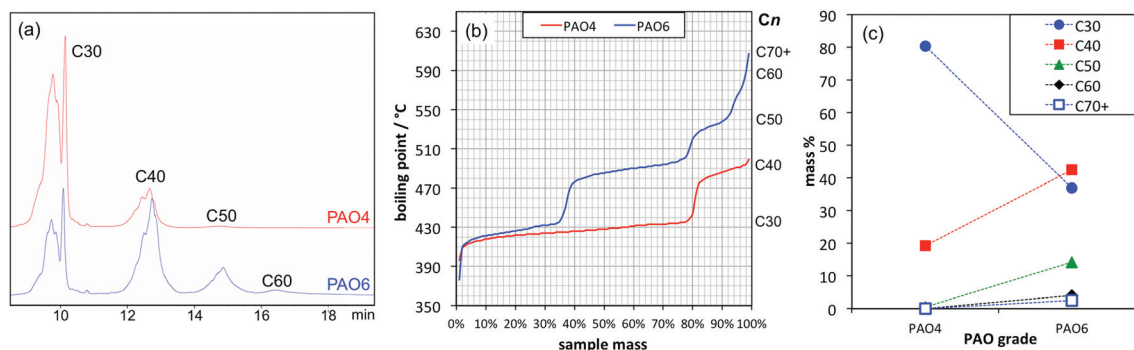 (a)
C30
C40
C50
PAO4
C60
PAO6
10
12
14
16
18
min
(b)
PAO4
PAO6
Cn
630
590
550
510
470
430
390
350
boiling point / °C
C70+
C60
C50
C40
C30
0%
10%
20%
30%
40%
50%
60%
70%
80%
90%
100%
sample mass
(c)
90
80
70
60
50
40
30
20
10
0
mass %
C30
C40
C50
C60
C70+
PAO4
PAO6
PAO grade